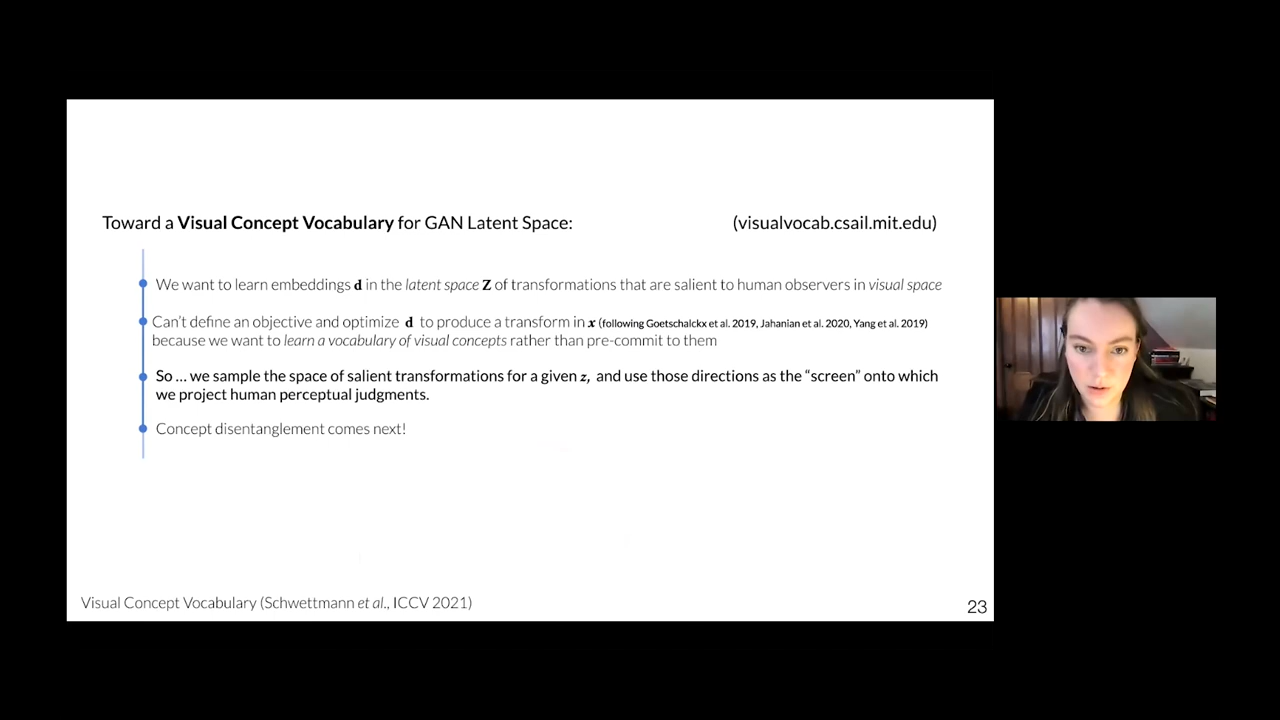 Toward a Visual Concept Vocabulary for GAN Latent Space: (visualvocab.csail.mit.edu)
We want to learn embeddings d in the latent space Z of transformations that are salient to human observers in visual space
Can't define an objective and optimize d to produce a transform in x (following Goetschalckx et al. 2019, Jahanian et al. 2020, Yang et al. 2019)
because we want to learn a vocabulary of visual concepts rather than pre-commit to them
So … we sample the space of salient transformations for a given z, and use those directions as the “screen” onto which
we project human perceptual judgments.
Concept disentanglement comes next!
Visual Concept Vocabulary (Schwettmann et al., ICCV 2021)
23